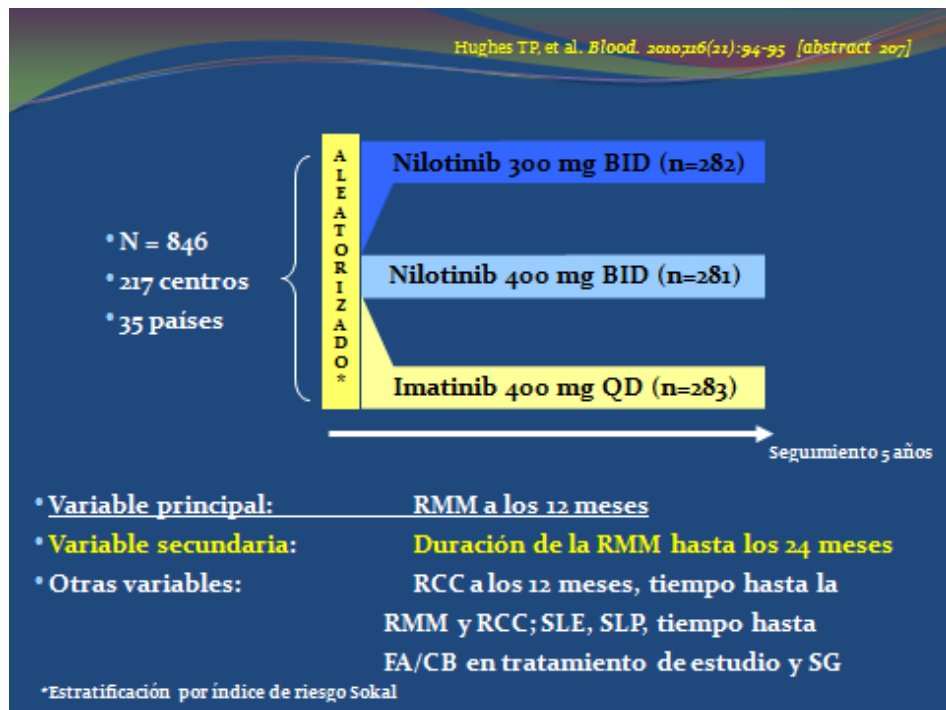 Hughes TP, et al. Blood. 2010;116(21):94-95 [abstract 207]
• N = 846
• 217 centros
• 35 países
ALEATORIZADO*
Nilotinib 300 mg BID (n=282)
Nilotinib 400 mg BID (n=281)
Imatinib 400 mg QD (n=283)
Seguimiento 5 años
• Variable principal: RMM a los 12 meses
• Variable secundaria: Duración de la RMM hasta los 24 meses
• Otras variables: RCC a los 12 meses, tiempo hasta la
RMM y RCC; SLE, SLP, tiempo hasta
FA/CB en tratamiento de estudio y SG
*Estratificación por índice de riesgo Sokal